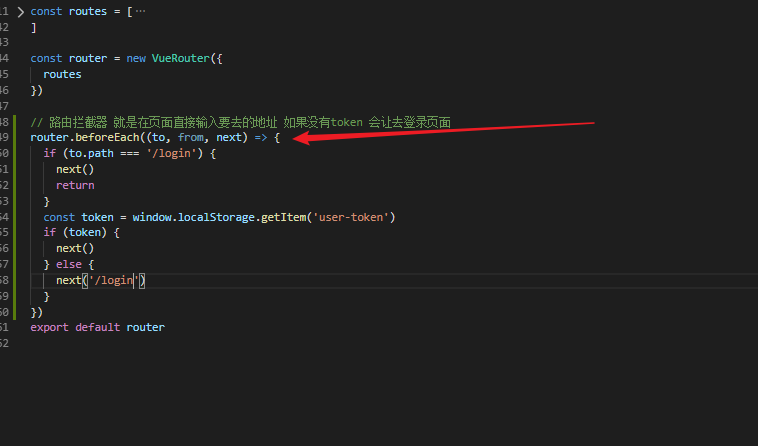 11 const routes = [ ···
42 ]
43
44 const router = new VueRouter({
45 routes
46 })
47
48 // 路由拦截器 就是在页面直接输入要去的地址 如果没有token 会让去登录页面
49 router.beforeEach((to, from, next) => {
50 if (to.path === '/login') {
51 next()
52 return
53 }
54 const token = window.localStorage.getItem('user-token')
55 if (token) {
56 next()
57 } else {
58 next('/login')
59 }
60 })
61 export default router
62